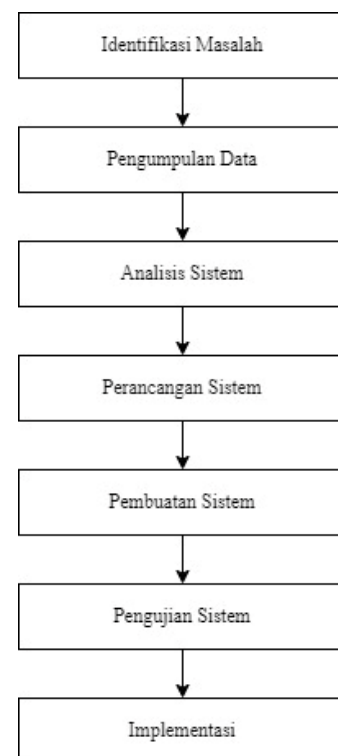 Identifikasi Masalah
Pengumpulan Data
Analisis Sistem
Perancangan Sistem
Pembuatan Sistem
Pengujian Sistem
Implementasi